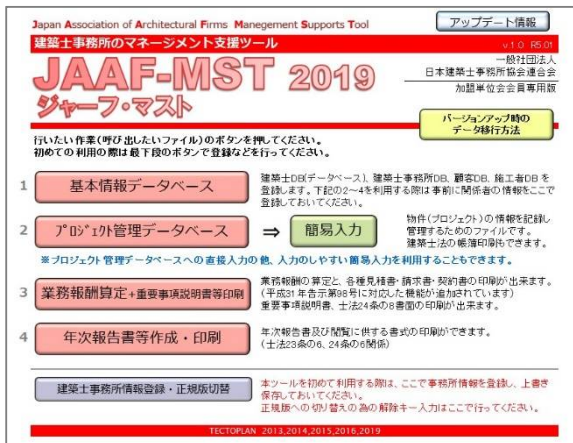 Japan Association of Architectural Firms Manegement Supports Tool
アップデート情報
建築士事務所のマネージメント支援ツール
v.1.0 R5.01
JAAF-MST 2019
ジャーフ・マスト
一般社団法人
日本建築士事務所協会連合会
加盟単位会会員専用版
バージョンアップ時の
データ移行方法
行いたい作業(呼び出したいファイル)のボタンを押してください。
初めての利用の際は最下段のボタンで登録などを行ってください。
1 基本情報データベース
建築士DB(データベース)、建築士事務所DB、顧客DB、施工者DB を
登録します。下記の2~4を利用する際は事前に関係者の情報をここで
登録しておいてください。
2 プロジェクト管理データベース ⇒ 簡易入力
物件(プロジェクト)の情報を記録し
管理するためのファイルです。
建築士法の帳簿印刷もできます。
※プロジェクト管理データベースへの直接入力の他、入力のしやすい簡易入力を利用することもできます。
3 業務報酬算定+重要事項説明書等印刷
業務報酬の算定と、各種見積書・請求書・契約書の印刷が出来ます。
(平成31年告示第98号に対応した機能が追加されています)
重要事項説明書、士法24条の8書面の印刷が出来ます。
4 年次報告書等作成・印刷
年次報告書及び閲覧に供する書式の印刷ができます。
(士法23条の6、24条の6関係)
建築士事務所情報登録・正規版切替
本ツールを初めて利用する際は、ここで事務所情報を登録し、上書き
保存しておいてください。
正規版への切り替えの為の解除キー入力はここで行ってください。
TECTOPLAN 2013,2014,2015,2016,2019